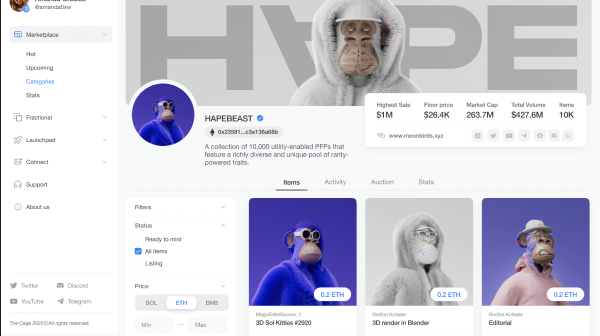 @amandaDxw
Marketplace
Hot
Upcoming
Categories
Stats
Fractional
Launchpad
Connect
Support
About us
Twitter
Discord
YouTube
Telegram
The Cage 2022©All rights reserved
HAPE
HAPEBEAST
0x23581...c3e136a68b
A collection of 10,000 utility-enabled PFPs that
feature a richly diverse and unique pool of rarity-
powered traits.
Highest Sale
Floor price
Market Cap
Total Volume
Items
$1M
$26.4K
263.7M
$427.6M
10K
www.moonbirds.xyz
Items
Activity
Auction
Stats
Filters
Status
Ready to mint
All items
Listing
Price
SOL
ETH
BNB
Min
Max
0.2 ETH
MagicEdenEscrow_1
3D Sol Kitties #2920
0.2 ETH
Rodion Kutsaev
3D render in Blender
0.2 ETH
Rodion Kutsaev
Editorial